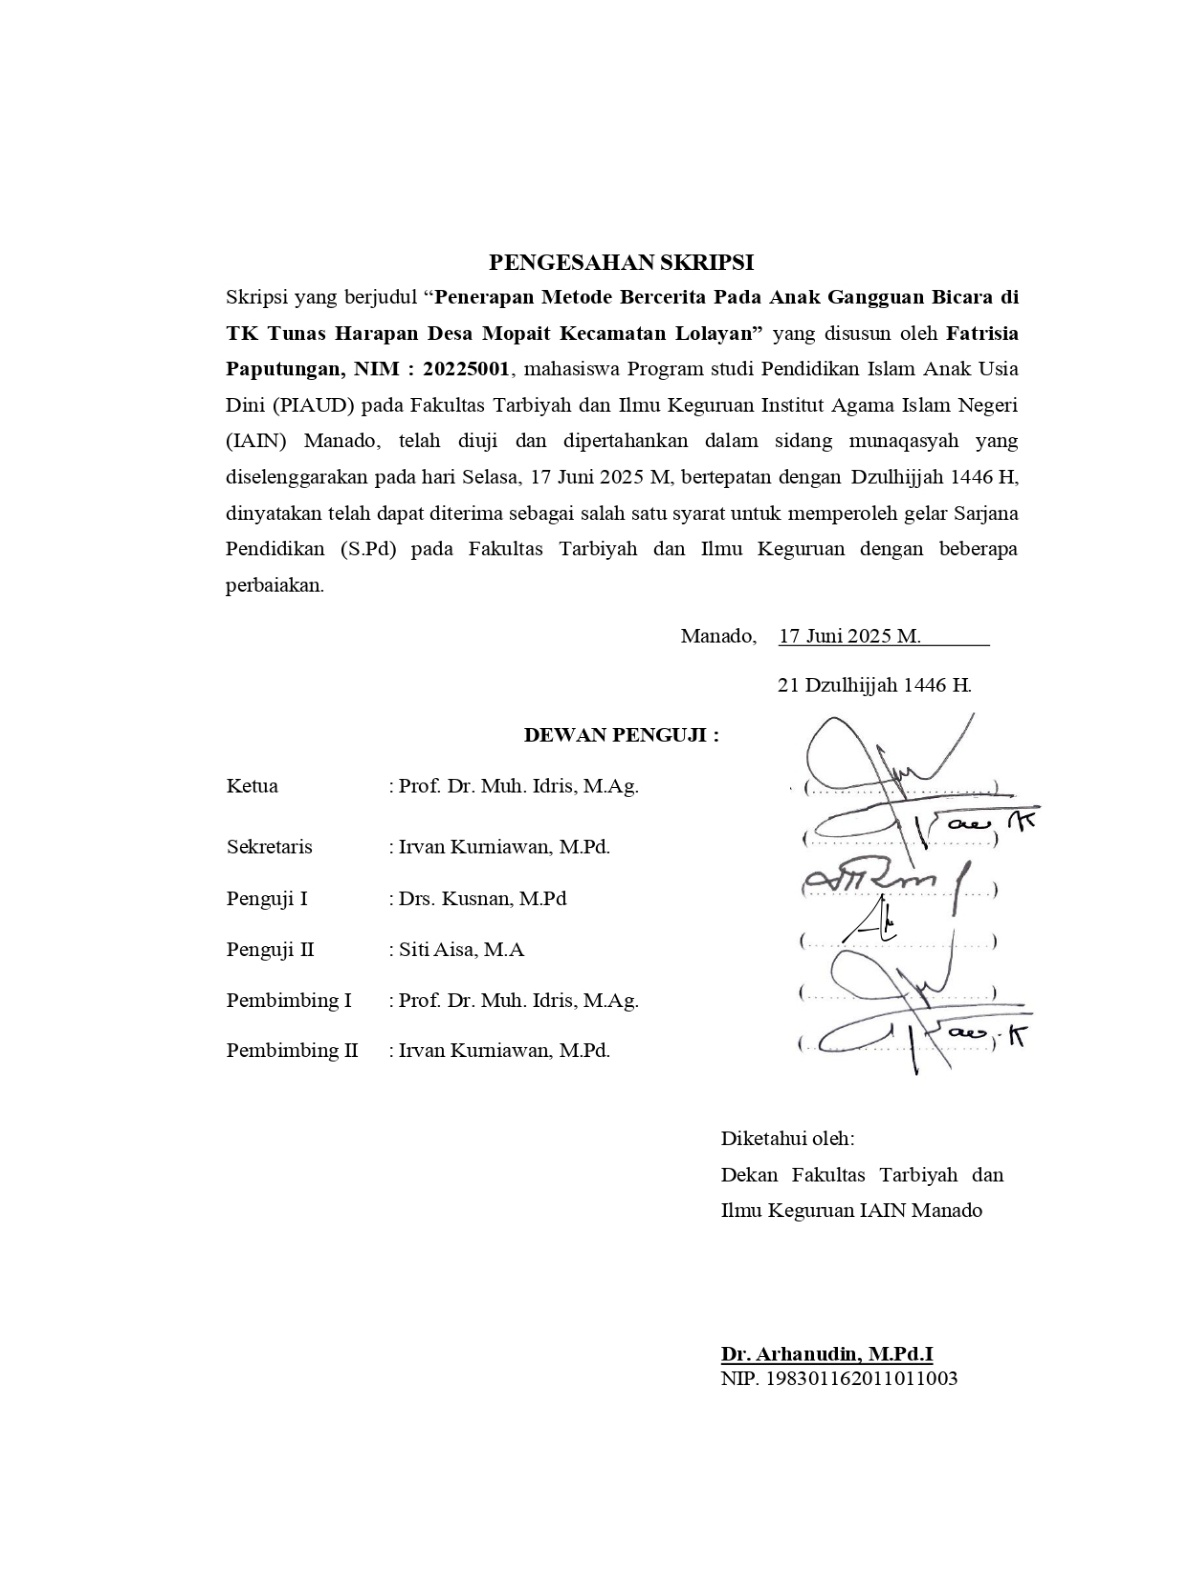 PENGESAHAN SKRIPSI
Skripsi yang berjudul “Penerapan Metode Bercerita Pada Anak Gangguan Bicara di
TK Tunas Harapan Desa Mopait Kecamatan Lolayan” yang disusun oleh Fatrisia
Paputungan, NIM : 20225001, mahasiswa Program studi Pendidikan Islam Anak Usia
Dini (PIAUD) pada Fakultas Tarbiyah dan Ilmu Keguruan Institut Agama Islam Negeri
(IAIN) Manado, telah diuji dan dipertahankan dalam sidang munaqasyah yang
diselenggarakan pada hari Selasa, 17 Juni 2025 M, bertepatan dengan Dzulhijjah 1446 H,
dinyatakan telah dapat diterima sebagai salah satu syarat untuk memperoleh gelar Sarjana
Pendidikan (S.Pd) pada Fakultas Tarbiyah dan Ilmu Keguruan dengan beberapa
perbaiakan.
Manado, 17 Juni 2025 M.
21 Dzulhijjah 1446 H.
DEWAN PENGUJI :
Ketua : Prof. Dr. Muh. Idris, M.Ag.
Sekretaris : Irvan Kurniawan, M.Pd.
Penguji I : Drs. Kusnan, M.Pd
Penguji II : Siti Aisa, M.A
Pembimbing I : Prof. Dr. Muh. Idris, M.Ag.
Pembimbing II : Irvan Kurniawan, M.Pd.
Diketahui oleh:
Dekan Fakultas Tarbiyah dan
Ilmu Keguruan IAIN Manado
Dr. Arhanudin, M.Pd.I
NIP. 198301162011011003